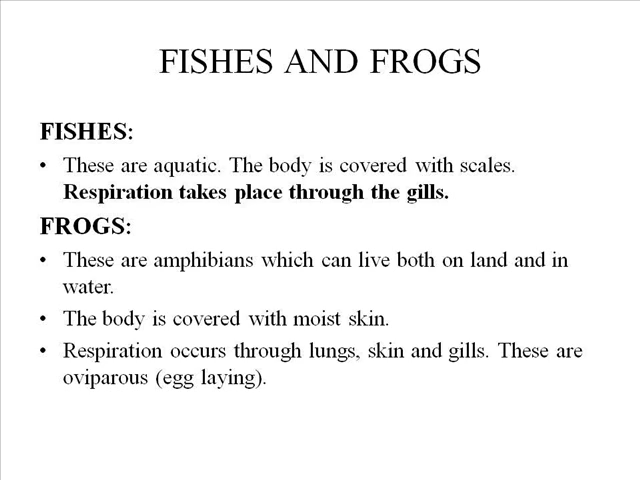 FISHES AND FROGS
FISHES:
• These are aquatic. The body is covered with scales.
Respiration takes place through the gills.
FROGS:
• These are amphibians which can live both on land and in
water.
• The body is covered with moist skin.
• Respiration occurs through lungs, skin and gills. These are
oviparous (egg laying).